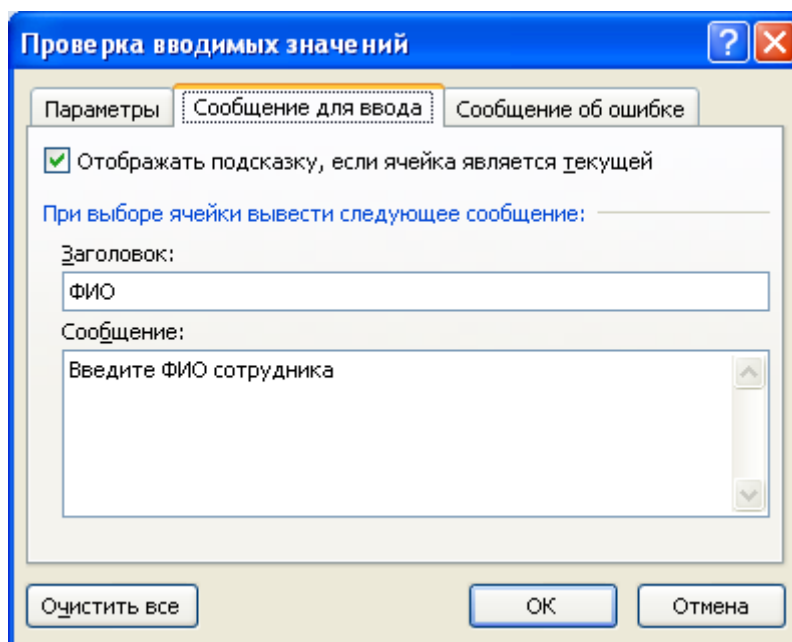 Проверка вводимых значений
Параметры Сообщение для ввода Сообщение об ошибке
Отображать подсказку, если ячейка является текущей
При выборе ячейки вывести следующее сообщение:
Заголовок:
ФИО
Сообщение:
Введите ФИО сотрудника
Очистить все ОК Отмена